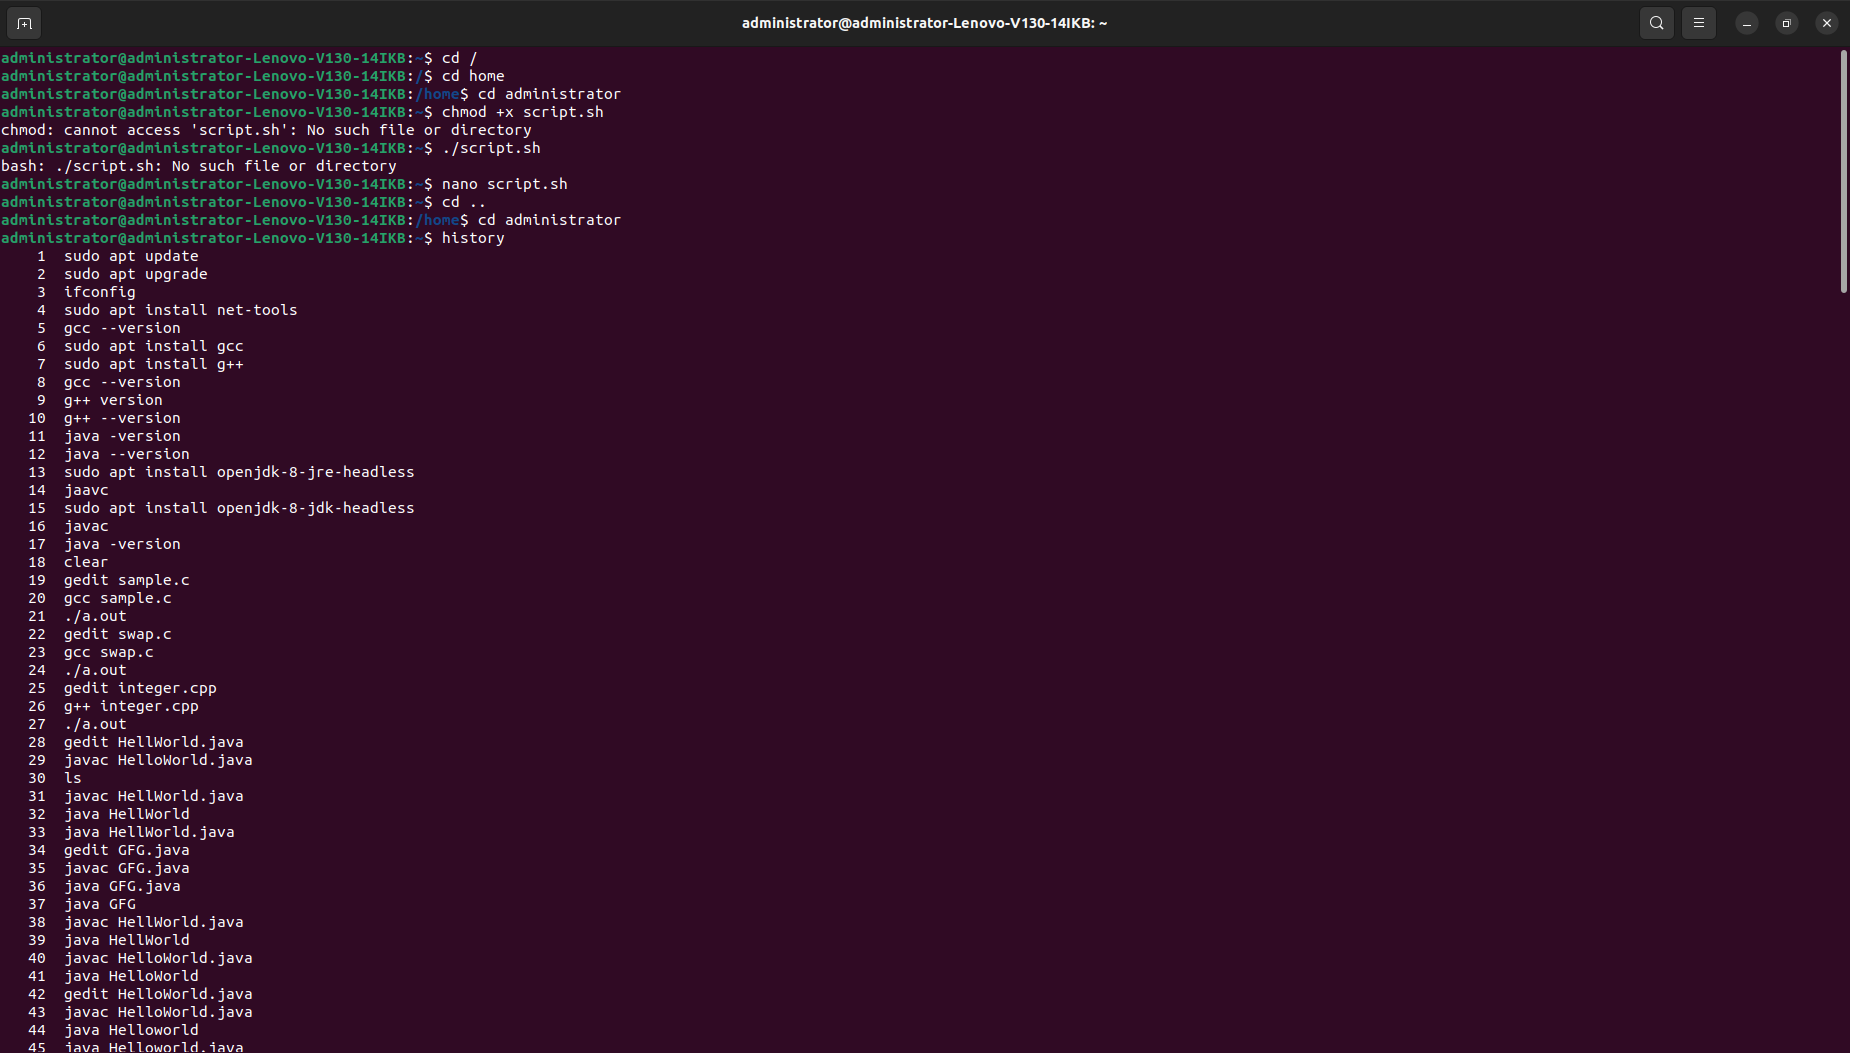 administrator@administrator-Lenovo-V130-14IKB: ~
administrator@administrator-Lenovo-V130-14IKB:~$ cd /
administrator@administrator-Lenovo-V130-14IKB:/$ cd home
administrator@administrator-Lenovo-V130-14IKB:/home$ cd administrator
administrator@administrator-Lenovo-V130-14IKB:~$ chmod +x script.sh
chmod: cannot access 'script.sh': No such file or directory
administrator@administrator-Lenovo-V130-14IKB:~$ ./script.sh
bash: ./script.sh: No such file or directory
administrator@administrator-Lenovo-V130-14IKB:~$ nano script.sh
administrator@administrator-Lenovo-V130-14IKB:~$ cd ..
administrator@administrator-Lenovo-V130-14IKB:/home$ cd administrator
administrator@administrator-Lenovo-V130-14IKB:~$ history
1 sudo apt update
2 sudo apt upgrade
3 ifconfig
4 sudo apt install net-tools
5 gcc --version
6 sudo apt install gcc
7 sudo apt install g++
8 gcc --version
9 g++ version
10 g++ --version
11 java -version
12 java --version
13 sudo apt install openjdk-8-jre-headless
14 jaavc
15 sudo apt install openjdk-8-jdk-headless
16 javac
17 java -version
18 clear
19 gedit sample.c
20 gcc sample.c
21 ./a.out
22 gedit swap.c
23 gcc swap.c
24 ./a.out
25 gedit integer.cpp
26 g++ integer.cpp
27 ./a.out
28 gedit HellWorld.java
29 javac HelloWorld.java
30 ls
31 javac HellWorld.java
32 java HellWorld
33 java HellWorld.java
34 gedit GFG.java
35 javac GFG.java
36 java GFG.java
37 java GFG
38 javac HellWorld.java
39 java HellWorld
40 javac HelloWorld.java
41 java HelloWorld
42 gedit HelloWorld.java
43 javac HelloWorld.java
44 java Helloworld
45 java Helloworld.java